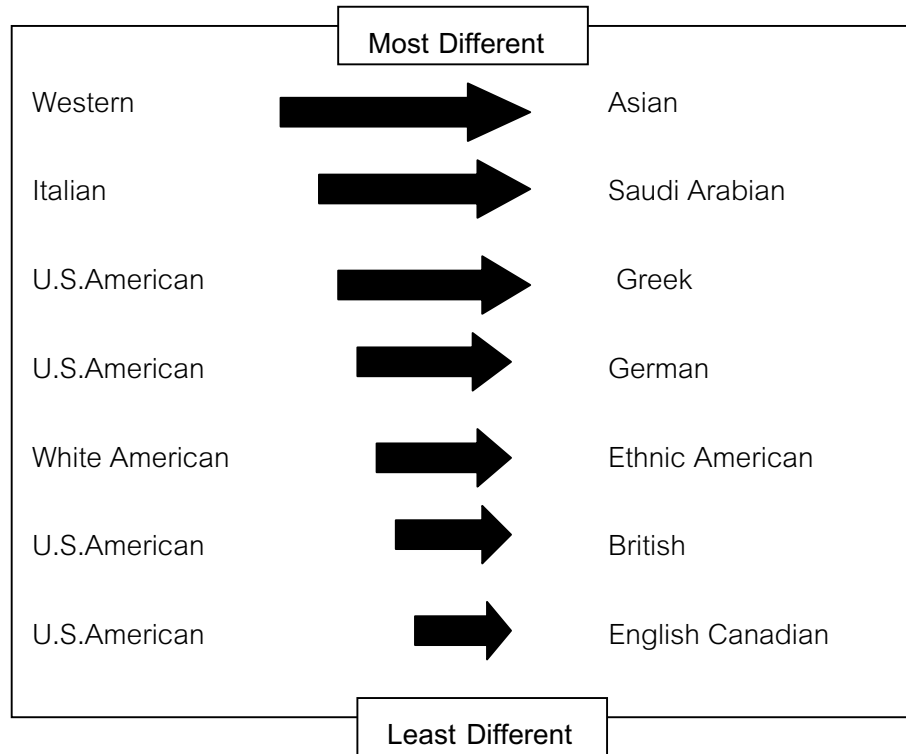 Most Different
Western Asian
Italian Saudi Arabian
U.S.American Greek
U.S.American German
White American Ethnic American
U.S.American British
U.S.American English Canadian
Least Different